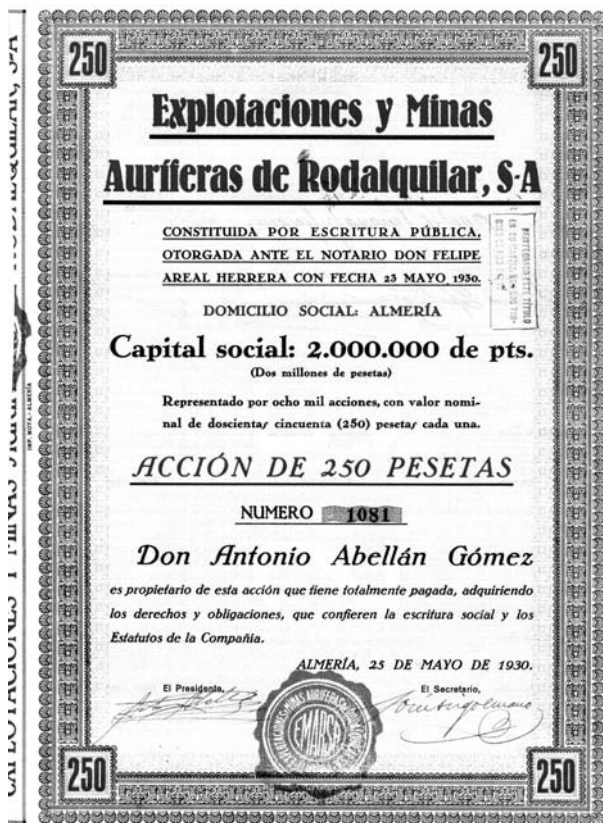 250
250
Explotaciones y Minas
Auríferas de Rodalquilar, S-A
CONSTITUIDA POR ESCRITURA PÚBLICA,
OTORGADA ANTE EL NOTARIO DON FELIPE
AREAL HERRERA CON FECHA 23 MAYO 1930.
DOMICILIO SOCIAL: ALMERÍA
Capital social: 2.000.000 de pts.
(Dos millones de pesetas)
Representado por ocho mil acciones, con valor nomi-
nal de doscientas cincuenta (250) pesetas cada una.
ACCIÓN DE 250 PESETAS
NUMERO 1081
Don Antonio Abellán Gómez
es propietario de esta acción que tiene totalmente pagada, adquiriendo
los derechos y obligaciones, que confieren la escritura social y los
Estatutos de la Compañia.
ALMERÍA, 25 DE MAYO DE 1930.
El Presidente,
El Secretario,
EMARSA
250
250
IMP. MOYA.-ALMERÍA